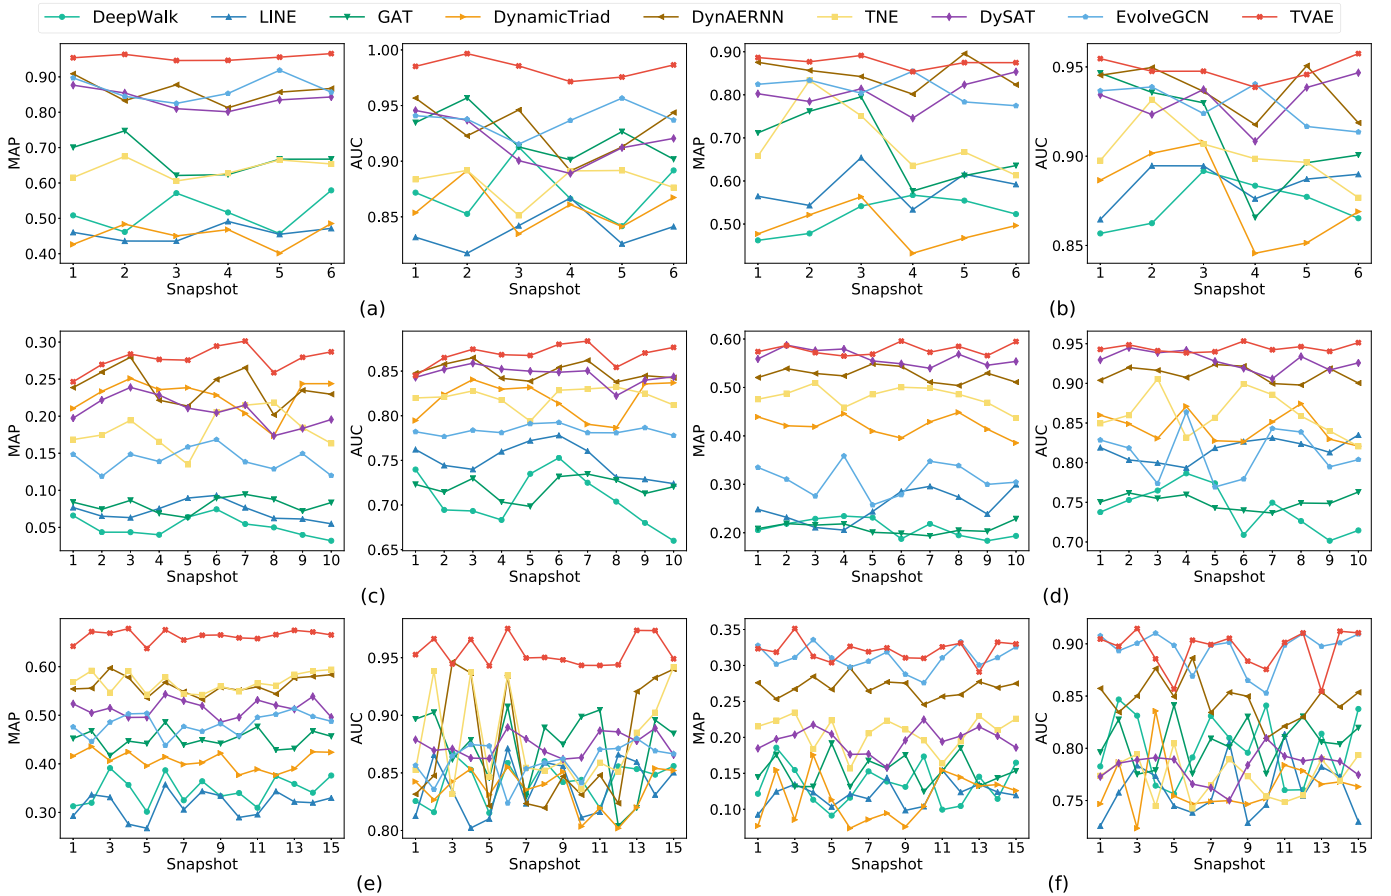 DeepWalk LINE GAT DynamicTriad DynAERNN TNE DySAT EvolveGCN TVAE
MAP
0.90
0.80
0.70
0.60
0.50
0.40
1 2 3 4 5 6
Snapshot
AUC
1.00
0.95
0.90
0.85
1 2 3 4 5 6
Snapshot
(a)
MAP
0.90
0.80
0.70
0.60
0.50
1 2 3 4 5 6
Snapshot
AUC
0.95
0.90
0.85
1 2 3 4 5 6
Snapshot
(b)
MAP
0.30
0.25
0.20
0.15
0.10
0.05
1 2 3 4 5 6 7 8 9 10
Snapshot
AUC
0.85
0.80
0.75
0.70
0.65
1 2 3 4 5 6 7 8 9 10
Snapshot
(c)
MAP
0.60
0.50
0.40
0.30
0.20
1 2 3 4 5 6 7 8 9 10
Snapshot
AUC
0.95
0.90
0.85
0.80
0.75
0.70
1 2 3 4 5 6 7 8 9 10
Snapshot
(d)
MAP
0.60
0.50
0.40
0.30
1 3 5 7 9 11 13 15
Snapshot
AUC
0.95
0.90
0.85
0.80
1 3 5 7 9 11 13 15
Snapshot
(e)
MAP
0.35
0.30
0.25
0.20
0.15
0.10
1 3 5 7 9 11 13 15
Snapshot
AUC
0.90
0.85
0.80
0.75
1 3 5 7 9 11 13 15
Snapshot
(f)